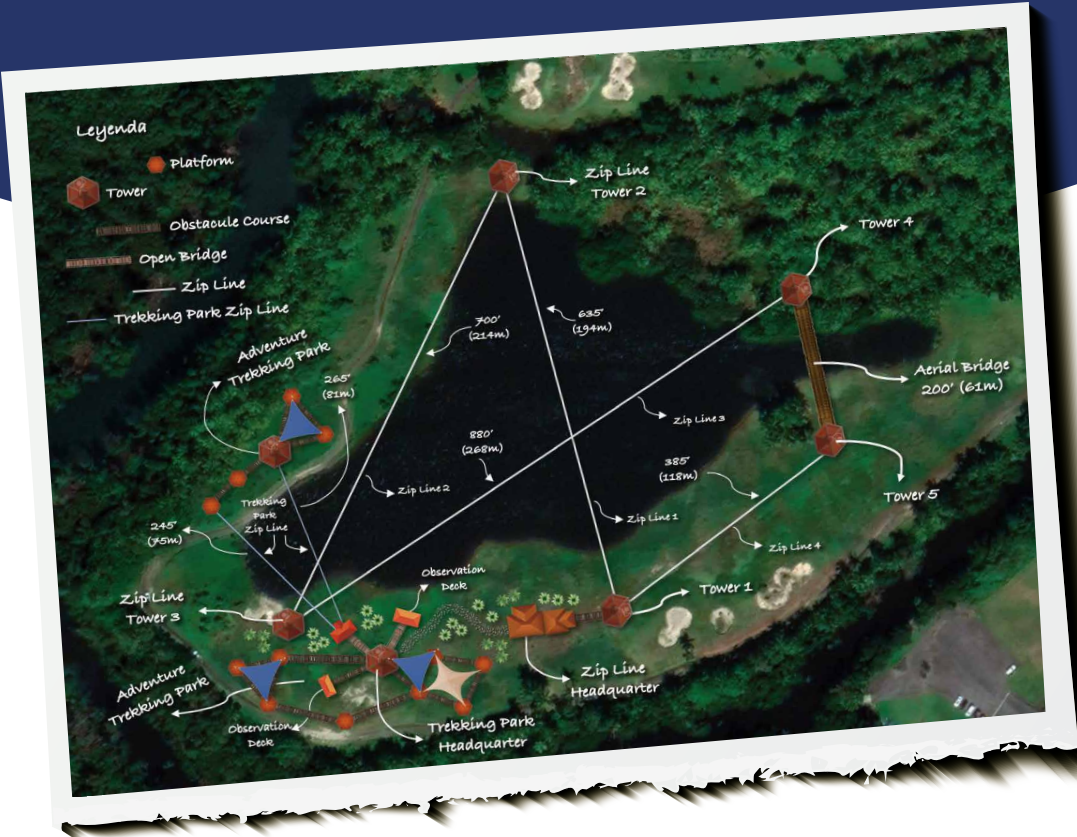 Leyenda
Platform
Tower
Obstacule Course
Open Bridge
Zip Line
Trekking Park Zip Line
Zip Line
Tower 2
Tower 4
700'
(214m)
635'
(194m)
Adventure
Trekking Park
265'
(81m)
Aerial Bridge
200' (61m)
Zip Line 3
880'
(268m)
385'
(118m)
Zip Line 2
Tower 5
Trekking
Park
Zip Line
245'
(75m)
Zip Line 1
Zip Line 4
Observation
Deck
Zip Line
Tower 3
Tower 1
Adventure
Trekking Park
Zip Line
Headquarter
Observation
Deck
Trekking Park
Headquarter